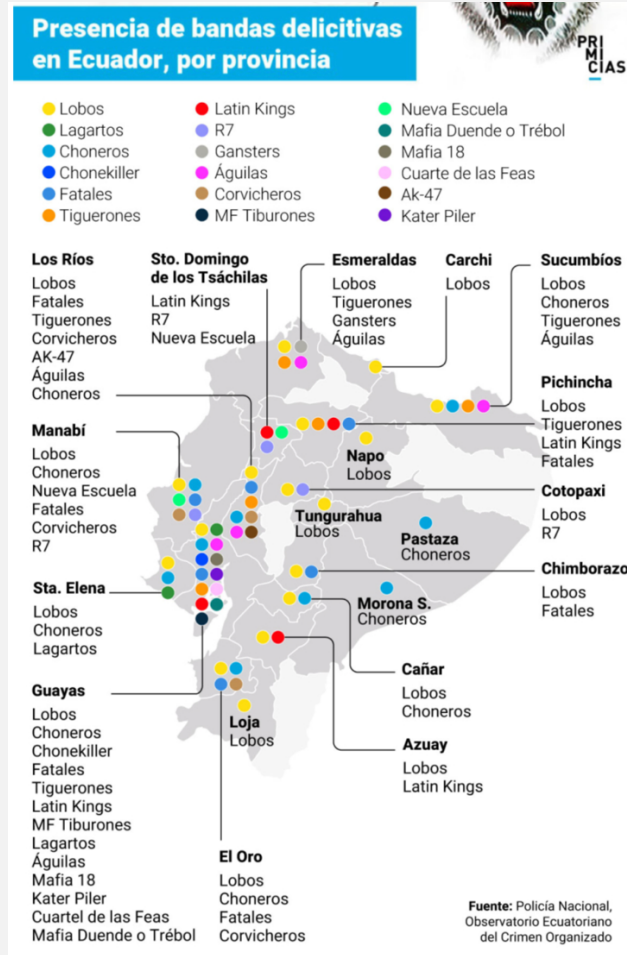 Presencia de bandas delicitivas
en Ecuador, por provincia
PRI
MI
CIAS
Lobos
Lagartos
Choneros
Chonekiller
Fatales
Tiguerones
Latin Kings
R7
Gansters
Águilas
Corvicheros
MF Tiburones
Nueva Escuela
Mafia Duende o Trébol
Mafia 18
Cuarte de las Feas
Ak-47
Kater Piler
Los Ríos
Lobos
Fatales
Tiguerones
Corvicheros
AK-47
Águilas
Choneros
Sto. Domingo
de los Tsáchilas
Latin Kings
R7
Nueva Escuela
Esmeraldas
Lobos
Tiguerones
Gansters
Águilas
Carchi
Lobos
Sucumbíos
Lobos
Choneros
Tiguerones
Águilas
Pichincha
Lobos
Tiguerones
Latin Kings
Fatales
Manabí
Lobos
Choneros
Nueva Escuela
Fatales
Corvicheros
R7
Napo
Lobos
Cotopaxi
Lobos
R7
Tungurahua
Lobos
Pastaza
Choneros
Chimborazo
Lobos
Fatales
Sta. Elena
Lobos
Choneros
Lagartos
Morona S.
Choneros
Cañar
Lobos
Choneros
Guayas
Lobos
Choneros
Chonekiller
Fatales
Tiguerones
Latin Kings
MF Tiburones
Lagartos
Águilas
Mafia 18
Kater Piler
Cuartel de las Feas
Mafia Duende o Trébol
Loja
Lobos
Azuay
Lobos
Latin Kings
El Oro
Lobos
Choneros
Fatales
Corvicheros
Fuente: Policía Nacional,
Observatorio Ecuatoriano
del Crimen Organizado